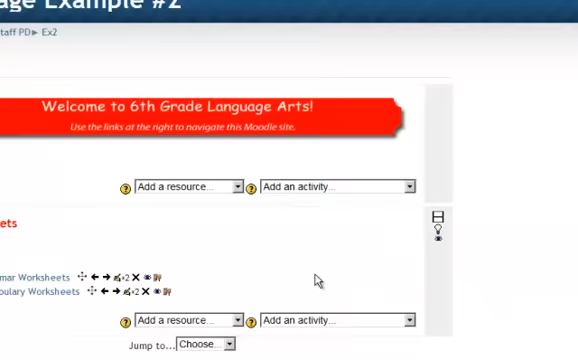 age Example #2
taff PD► Ex2
Welcome to 6th Grade Language Arts!
Use the links at the right to navigate this Moodle site.
Add a resource... Add an activity...
ets
mar Worksheets
×2
bulary Worksheets
×2
Add a resource... Add an activity...
Jump to... Choose...